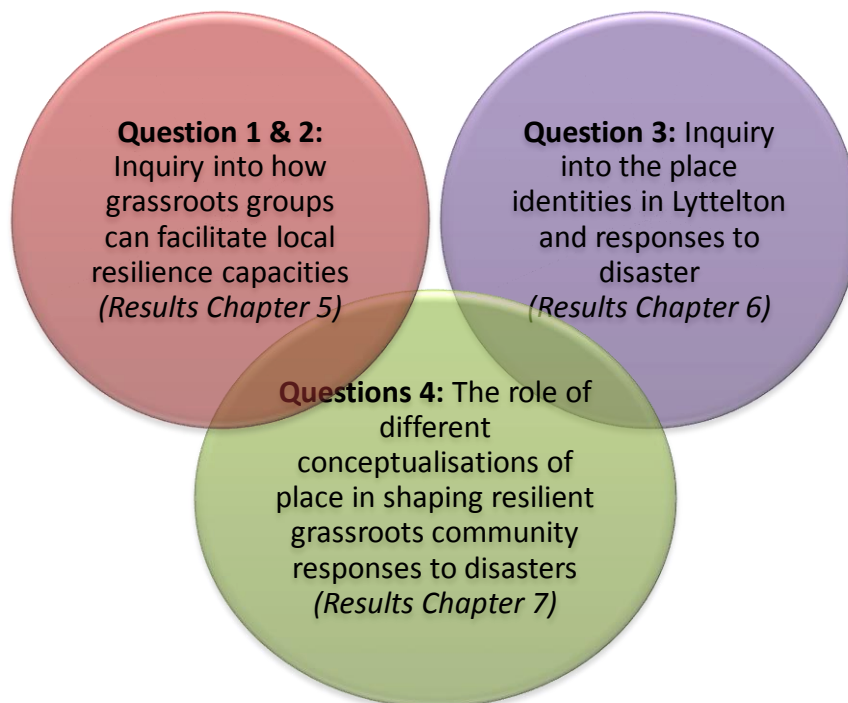 Question 1 & 2:
Inquiry into how
grassroots groups
can facilitate local
resilience capacities
(Results Chapter 5)
Question 3: Inquiry
into the place
identities in Lyttelton
and responses to
disaster
(Results Chapter 6)
Questions 4: The role of
different
conceptualisations of
place in shaping resilient
grassroots community
responses to disasters
(Results Chapter 7)